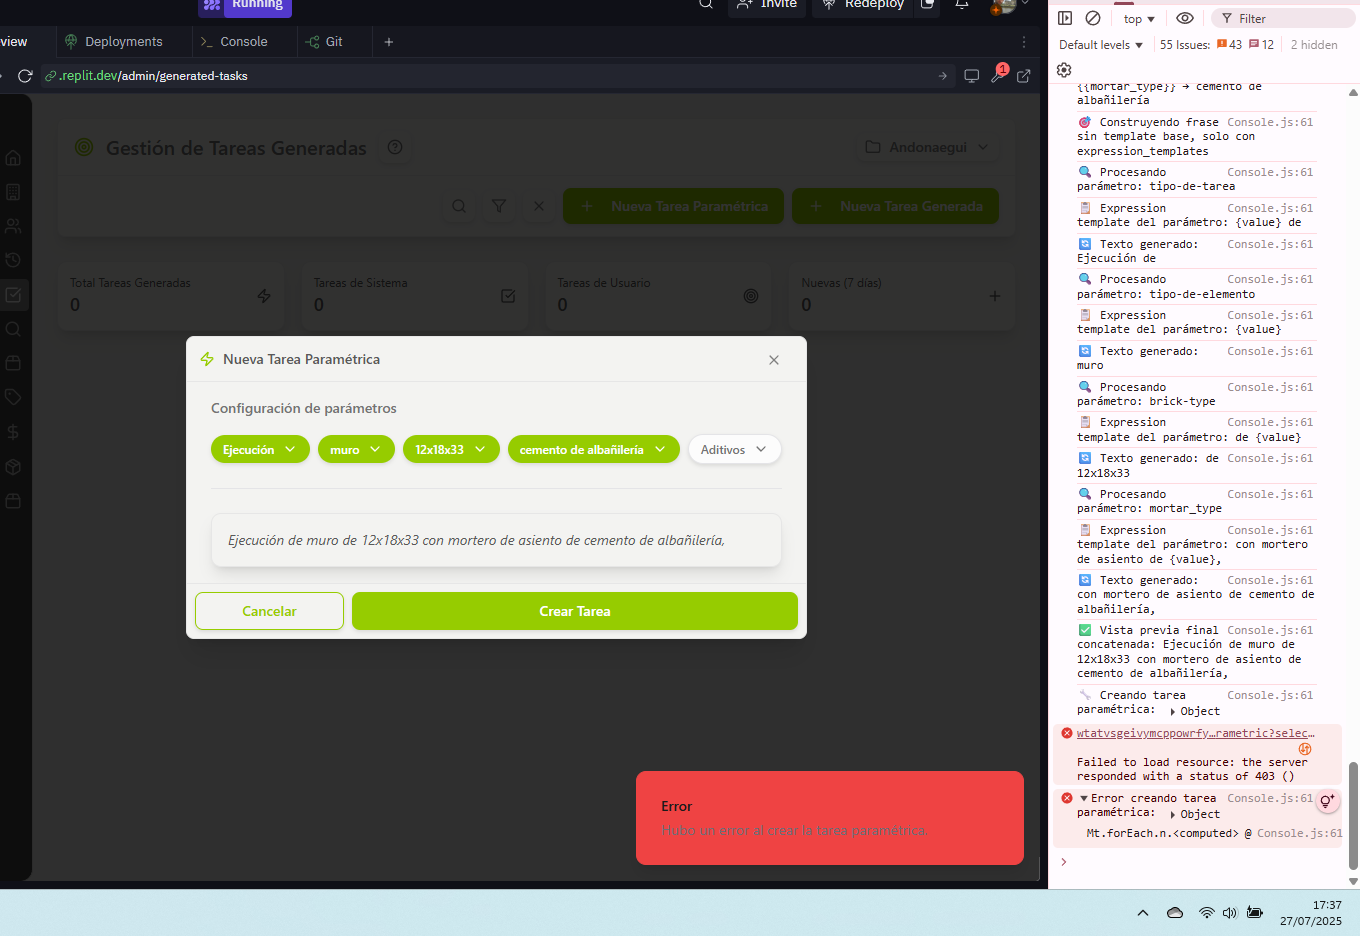 Running
Invite
Redeploy
view
Deployments
Console
Git
.replit.dev/admin/generated-tasks
1
Gestión de Tareas Generadas
Andonaegui
Nueva Tarea Paramétrica
Nueva Tarea Generada
Total Tareas Generadas
0
Tareas de Sistema
0
Tareas de Usuario
0
Nuevas (7 días)
0
Nueva Tarea Paramétrica
Configuración de parámetros
Ejecución
muro
12x18x33
cemento de albañilería
Aditivos
Ejecución de muro de 12x18x33 con mortero de asiento de cemento de albañilería,
Cancelar
Crear Tarea
Error
Hubo un error al crear la tarea paramétrica.
top
Filter
Default levels
55 Issues:
43
12
2 hidden
{{mortar_type}} → cemento de
albañilería
Construyendo frase Console.js:61
sin template base, solo con
expression_templates
Procesando Console.js:61
parámetro: tipo-de-tarea
Expression Console.js:61
template del parámetro: {value} de
Texto generado: Console.js:61
Ejecución de
Procesando Console.js:61
parámetro: tipo-de-elemento
Expression Console.js:61
template del parámetro: {value}
Texto generado: Console.js:61
muro
Procesando Console.js:61
parámetro: brick-type
Expression Console.js:61
template del parámetro: de {value}
Texto generado: de Console.js:61
12x18x33
Procesando Console.js:61
parámetro: mortar_type
Expression Console.js:61
template del parámetro: con mortero
de asiento de {value},
Texto generado: Console.js:61
con mortero de asiento de cemento de
albañilería,
Vista previa final Console.js:61
concatenada: Ejecución de muro de
12x18x33 con mortero de asiento de
cemento de albañilería,
Creando tarea Console.js:61
paramétrica: Object
wtatvsgeivymcppowrfy…rametric?selec…
Failed to load resource: the server
responded with a status of 403 ()
Error creando tarea Console.js:61
paramétrica: Object
Mt.forEach.n.<computed> @ Console.js:61
17:37
27/07/2025